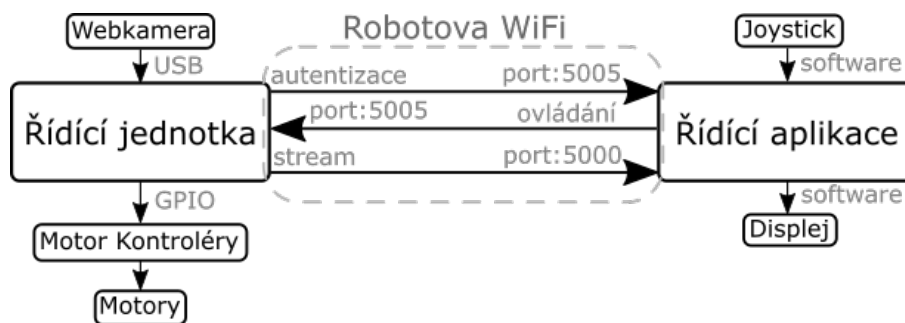 Robotova WiFi
Webkamera
USB
Řídící jednotka
GPIO
Motor Kontroléry
Motory
autentizace port:5005
port:5005 ovládání
stream port:5000
Joystick
software
Řídící aplikace
software
Displej